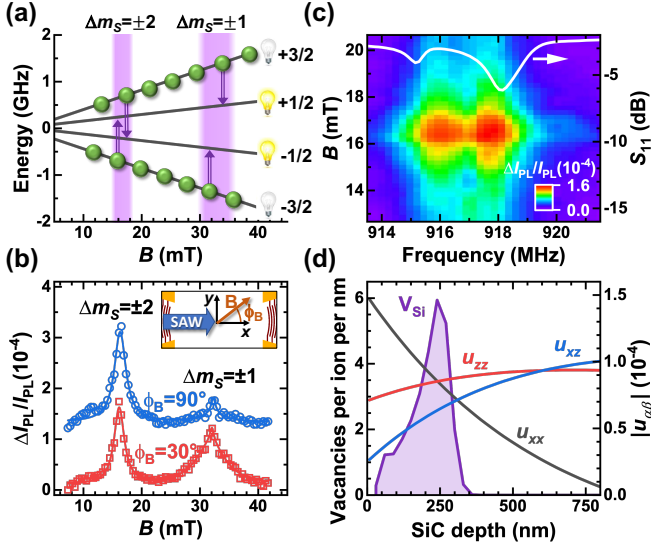 (a)
Δmₛ=±2
Δmₛ=±1
2
1
0
-1
-2
Energy (GHz)
+3/2
+1/2
-1/2
-3/2
0
10
20
30
40
B (mT)
(b)
Δmₛ=±2
y
B
ϕB
SAW
x
Δmₛ=±1
ϕB=90°
ϕB=30°
4
3
2
1
0
ΔIPL/IPL (10⁻⁴)
10
20
30
40
B (mT)
(c)
20
18
16
14
B (mT)
0
-5
-10
-15
S₁₁ (dB)
ΔIPL/IPL(10⁻⁴)
1.6
0.0
914
916
918
920
Frequency (MHz)
(d)
6
4
2
0
Vacancies per ion per nm
VSi
uzz
uxz
uxx
1.5
1.0
0.5
0.0
|uαβ| (10⁻⁴)
0
250
500
750
SiC depth (nm)